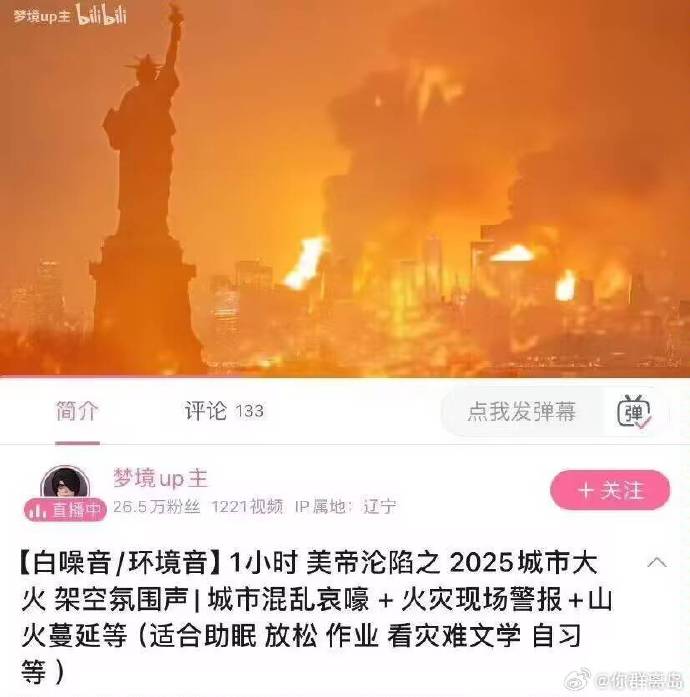 梦境up主 bilibili
简介
评论 133
点我发弹幕
弹
梦境up主
直播中
26.5万粉丝 1221视频 IP属地：辽宁
+ 关注
【白噪音/环境音】1小时 美帝沦陷之 2025城市大
火 架空氛围声 | 城市混乱哀嚎 + 火灾现场警报 +山
火蔓延等（适合助眠 放松 作业 看灾难文学 自习
等 ）